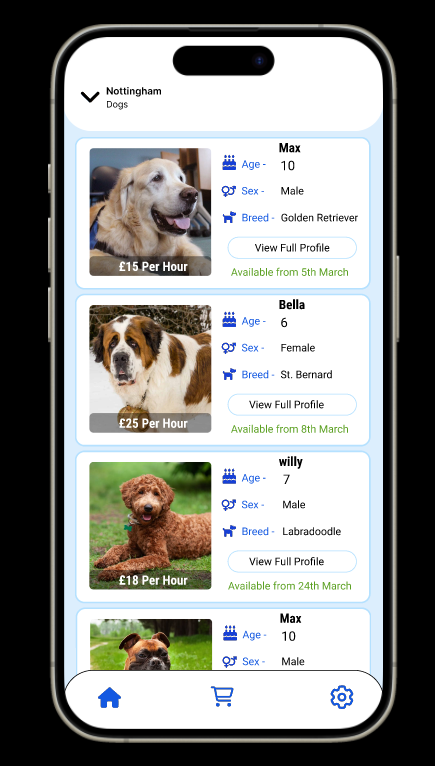 Nottingham
Dogs
Max
Age - 10
Sex - Male
Breed - Golden Retriever
£15 Per Hour
View Full Profile
Available from 5th March
Bella
Age - 6
Sex - Female
Breed - St. Bernard
£25 Per Hour
View Full Profile
Available from 8th March
willy
Age - 7
Sex - Male
Breed - Labradoodle
£18 Per Hour
View Full Profile
Available from 24th March
Max
Age - 10
Sex - Male